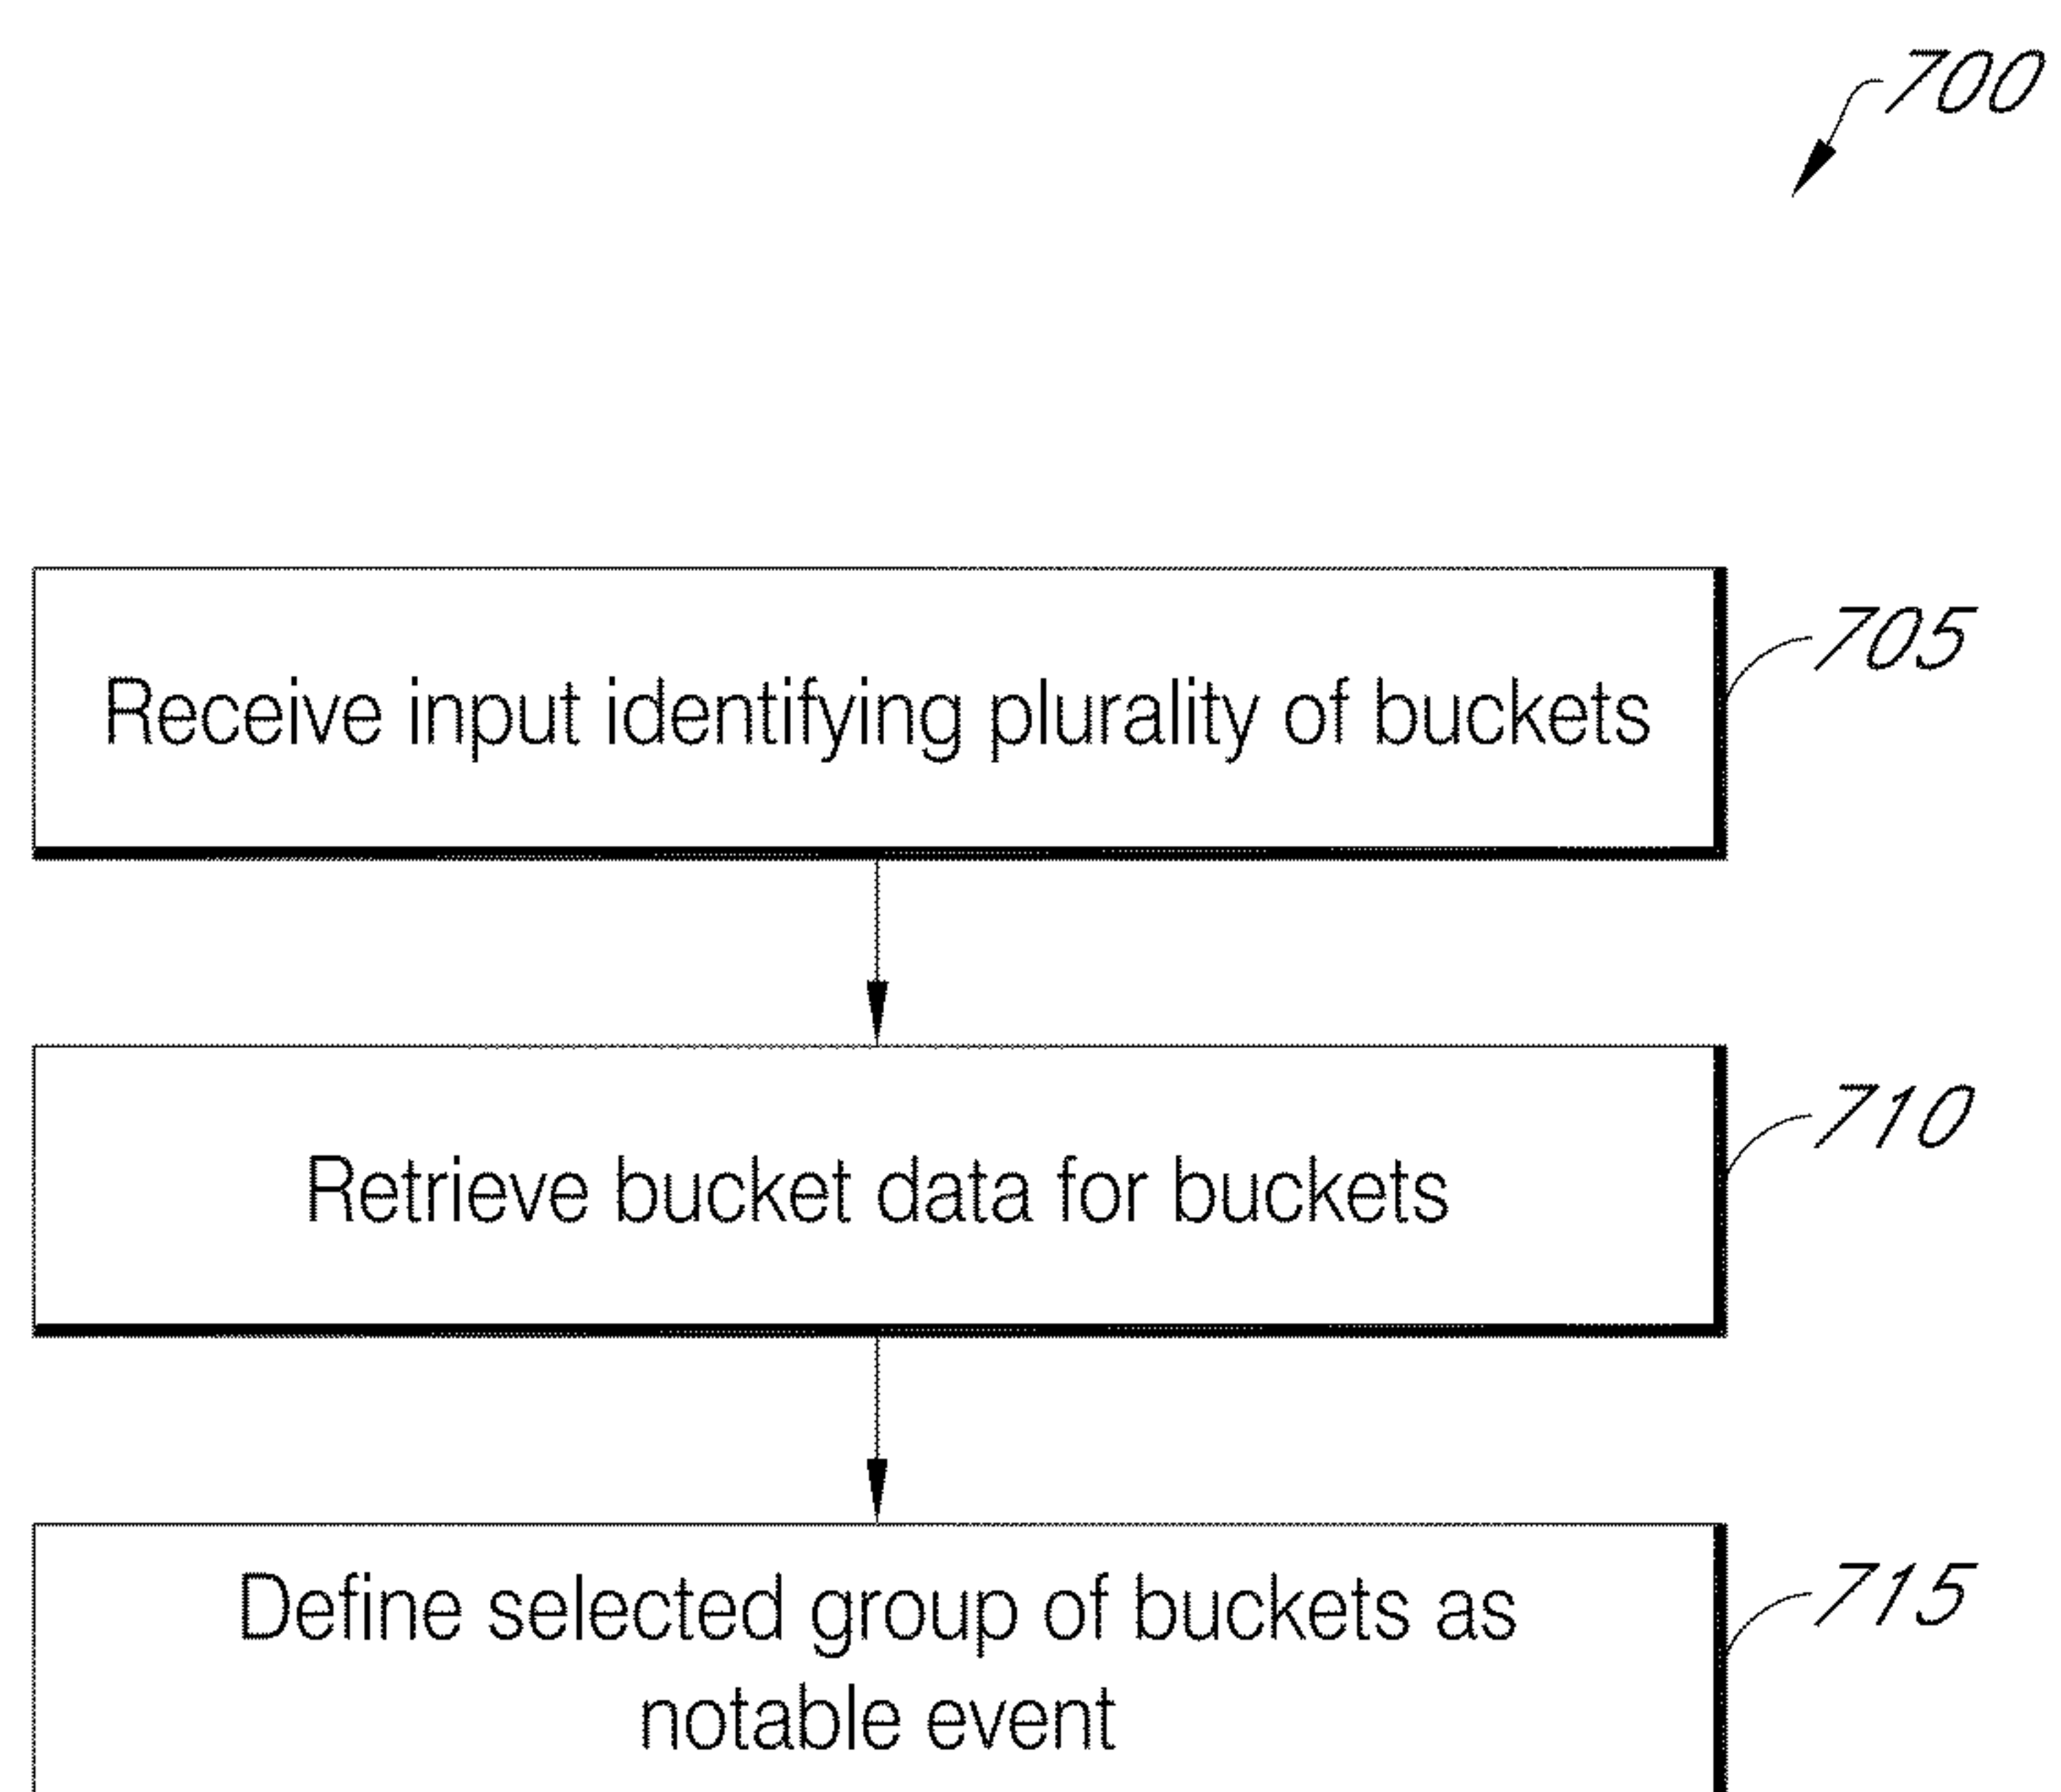 700
705
Receive input identifying plurality of buckets
710
Retrieve bucket data for buckets
715
Define selected group of buckets as
notable event